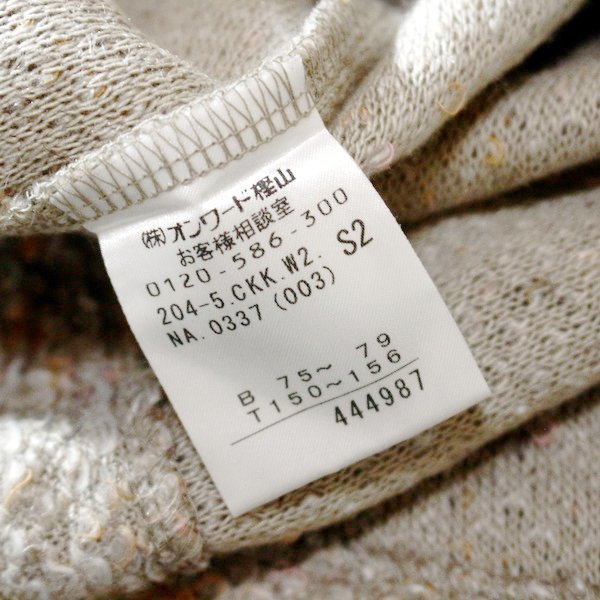 ㈱オンワード樫山
お客様相談室
0120-586-300
204-5.CKK.W2. S2
NA.0337(003)
B 75～ 79
T150～156
444987